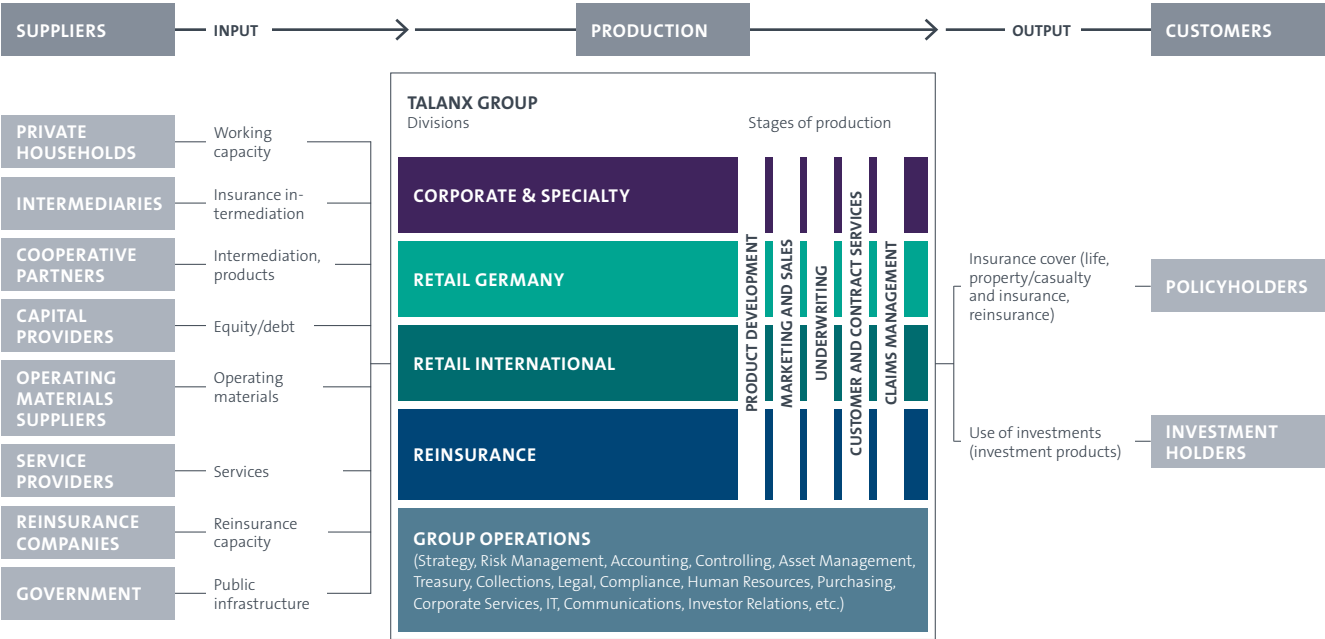 SUPPLIERS
INPUT
PRODUCTION
OUTPUT
CUSTOMERS
PRIVATE
HOUSEHOLDS
Working
capacity
INTERMEDIARIES
Insurance in-
termediation
COOPERATIVE
PARTNERS
Intermediation,
products
CAPITAL
PROVIDERS
Equity/debt
OPERATING
MATERIALS
SUPPLIERS
Operating
materials
SERVICE
PROVIDERS
Services
REINSURANCE
COMPANIES
Reinsurance
capacity
GOVERNMENT
Public
infrastructure
TALANX GROUP
Divisions
Stages of production
CORPORATE & SPECIALTY
RETAIL GERMANY
RETAIL INTERNATIONAL
REINSURANCE
PRODUCT DEVELOPMENT
MARKETING AND SALES
UNDERWRITING
CUSTOMER AND CONTRACT SERVICES
CLAIMS MANAGEMENT
GROUP OPERATIONS
(Strategy, Risk Management, Accounting, Controlling, Asset Management,
Treasury, Collections, Legal, Compliance, Human Resources, Purchasing,
Corporate Services, IT, Communications, Investor Relations, etc.)
Insurance cover (life,
property/casualty
and insurance,
reinsurance)
POLICYHOLDERS
Use of investments
(investment products)
INVESTMENT
HOLDERS